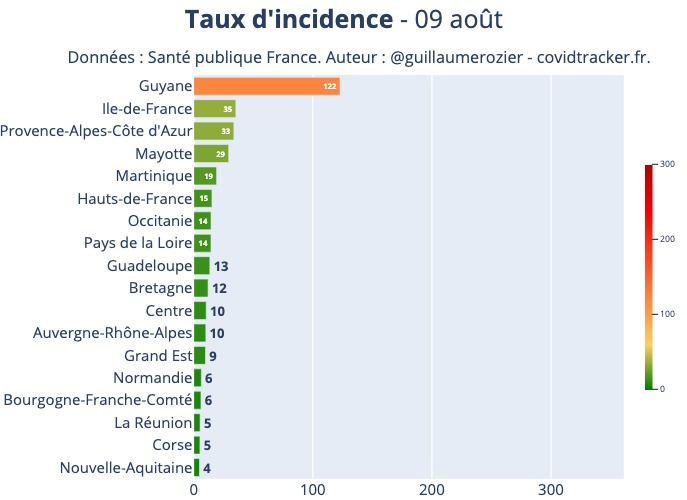 Taux d'incidence - 09 août
Données : Santé publique France. Auteur : @guillaumerozier - covidtracker.fr.
Guyane 122
Ile-de-France 35
Provence-Alpes-Côte d'Azur 33
Mayotte 29
Martinique 19
Hauts-de-France 15
Occitanie 14
Pays de la Loire 14
Guadeloupe 13
Bretagne 12
Centre 10
Auvergne-Rhône-Alpes 10
Grand Est 9
Normandie 6
Bourgogne-Franche-Comté 6
La Réunion 5
Corse 5
Nouvelle-Aquitaine 4
0 100 200 300
300
200
100
0